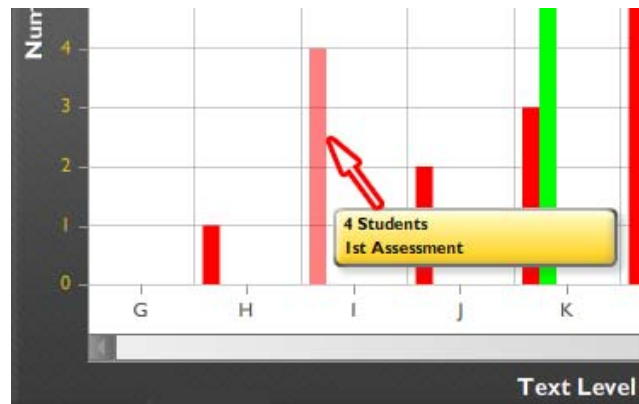 Num
4
3
2
1
0
4 Students
1st Assessment
G H I J K
Text Level